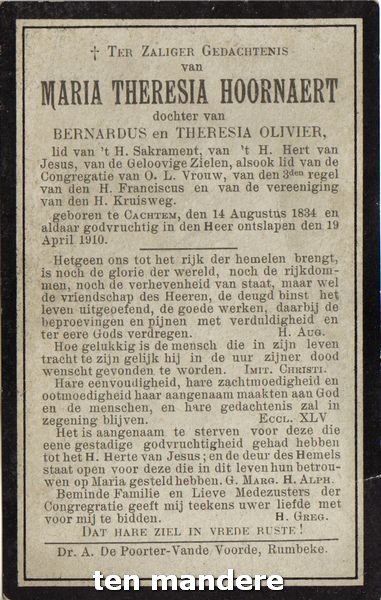 † Ter Zaliger Gedachtenis
van
MARIA THERESIA HOORNAERT
dochter van
BERNARDUS en THERESIA OLIVIER,
lid van 't H. Sakrament, van 't H. Hert van
Jesus, van de Geloovige Zielen, alsook lid van de
Congregatie van O. L. Vrouw, van den 3den regel
van den H. Franciscus en van de vereeniging
van den H. Kruisweg.
geboren te Cachtem, den 14 Augustus 1834 en
aldaar godvruchtig in den Heer ontslapen den 19
April 1910.
Hetgeen ons tot het rijk der hemelen brengt,
is noch de glorie der wereld, noch de rijkdom-
men, noch de verhevenheid van staat, maar wel
de vriendschap des Heeren, de deugd binst het
leven uitgeoefend, de goede werken, daarbij de
beproevingen en pijnen met verduldigheid en
ter eere Gods verdregen. H. Aug.
Hoe gelukkig is de mensch die in zijn leven
tracht te zijn gelijk hij in de uur zijner dood
wenscht gevonden te worden. Imit. Christi.
Hare eenvoudigheid, hare zachtmoedigheid en
ootmoedigheid haar aangenaam maakten aan God
en de menschen, en hare gedachtenis zal in
zegening blijven. Eccl. XLV
Het is aangenaam te sterven voor deze die
eene gestadige godvruchtigheid gehad hebben
tot het H. Herte van Jesus; en de deur des Hemels
staat open voor deze die in dit leven hun betrou-
wen op Maria gesteld hebben. G. Marg. H. Alph.
Beminde Familie en Lieve Medezusters der
Congregratie geeft mij teekens uwer liefde met
voor mij te bidden. H. Greg.
Dat hare ziel in vrede ruste!
Dr. A. De Poorter-Vande Voorde, Rumbeke.
ten mandere